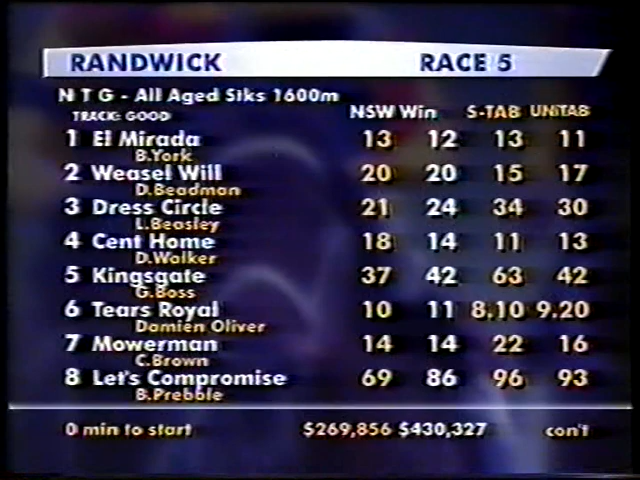 RANDWICK RACE 5
N T G - All Aged Stks 1600m
TRACK: GOOD NSW Win S-TAB UNiTAB
1 El Mirada 13 12 13 11
B.York
2 Weasel Will 20 20 15 17
D.Beadman
3 Dress Circle 21 24 34 30
L.Beasley
4 Cent Home 18 14 11 13
D.Walker
5 Kingsgate 37 42 63 42
G.Boss
6 Tears Royal 10 11 8.10 9.20
Damien Oliver
7 Mowerman 14 14 22 16
C.Brown
8 Let's Compromise 69 86 96 93
B.Prebble
0 min to start $269,856 $430,327 con't